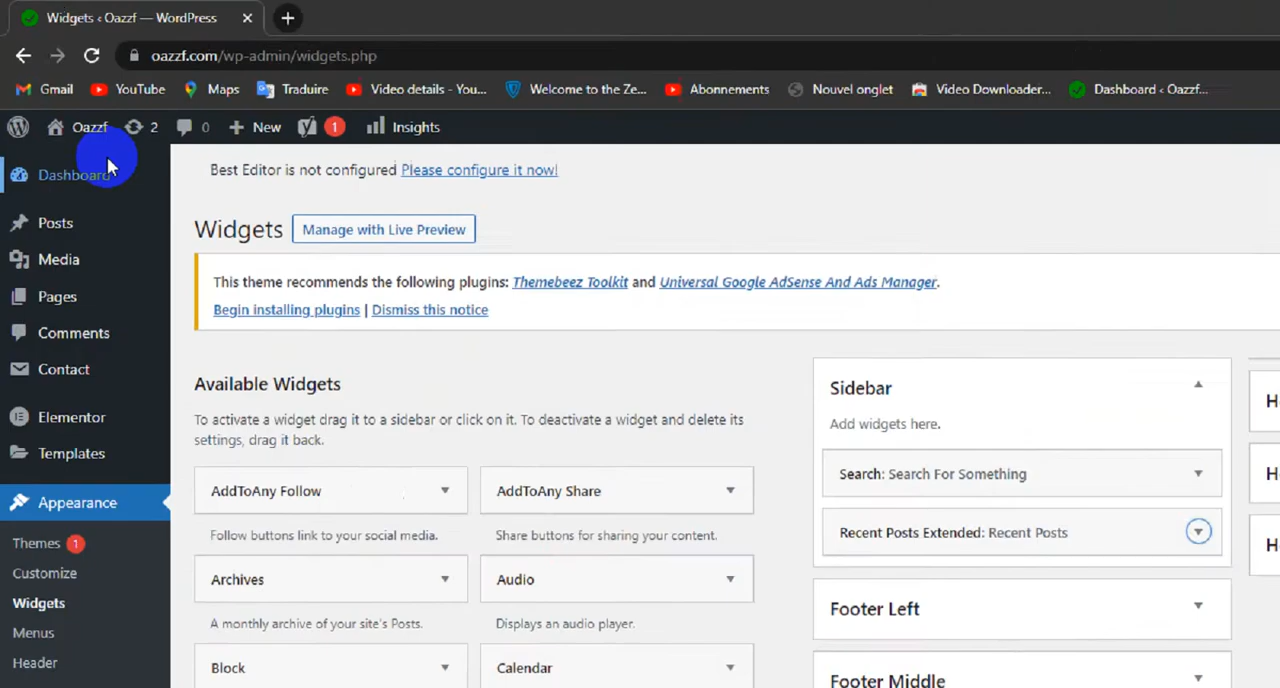 Widgets ‹ Oazzf — WordPress
oazzf.com/wp-admin/widgets.php
Gmail YouTube Maps Traduire Video details - You... Welcome to the Ze... Abonnements Nouvel onglet Video Downloader... Dashboard ‹ Oazzf...
Oazzf 2 0 New 1 Insights
Dashboard
Best Editor is not configured Please configure it now!
Posts
Widgets Manage with Live Preview
Media
This theme recommends the following plugins: Themebeez Toolkit and Universal Google AdSense And Ads Manager.
Pages
Begin installing plugins | Dismiss this notice
Comments
Contact
Available Widgets
Sidebar
Elementor
To activate a widget drag it to a sidebar or click on it. To deactivate a widget and delete its
settings, drag it back.
Add widgets here.
Templates
Search: Search For Something
AddToAny Follow AddToAny Share
Appearance
Follow buttons link to your social media. Share buttons for sharing your content.
Recent Posts Extended: Recent Posts
Themes 1
Customize
Archives Audio
Widgets
Footer Left
A monthly archive of your site's Posts. Displays an audio player.
Menus
Header
Block Calendar
Footer Middle